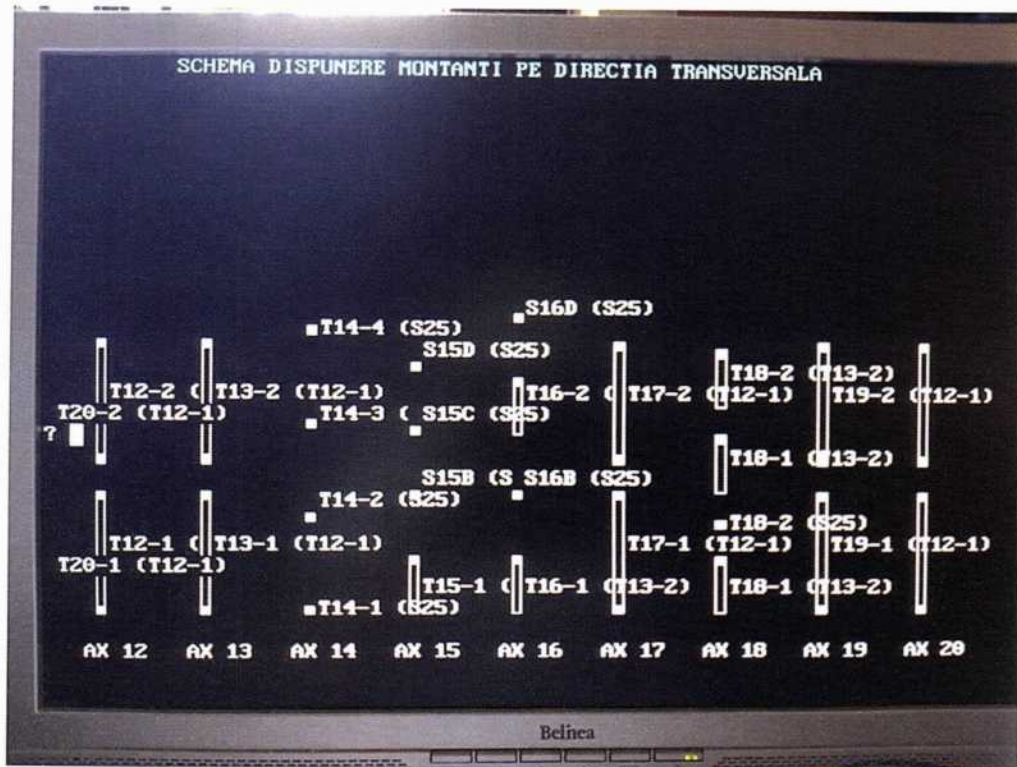 SCHEMA DISPUNERE MONTANTI PE DIRECTIA TRANSVERSALA
S16D (S25)
T14-4 (S25)
S15D (S25)
T18-2 (T13-2)
T12-2 ( T13-2 (T12-1) T16-2 ( T17-2 (T12-1) T19-2 (T12-1)
T20-2 (T12-1) T14-3 ( S15C (S25)
?
T18-1 (T13-2)
S15B (S S16B (S25)
T14-2 (S25)
T18-2 (S25)
T12-1 ( T13-1 (T12-1) T17-1 (T12-1) T19-1 (T12-1)
T20-1 (T12-1)
T15-1 ( T16-1 (T13-2) T18-1 (T13-2)
T14-1 (S25)
AX 12 AX 13 AX 14 AX 15 AX 16 AX 17 AX 18 AX 19 AX 20
Belinea